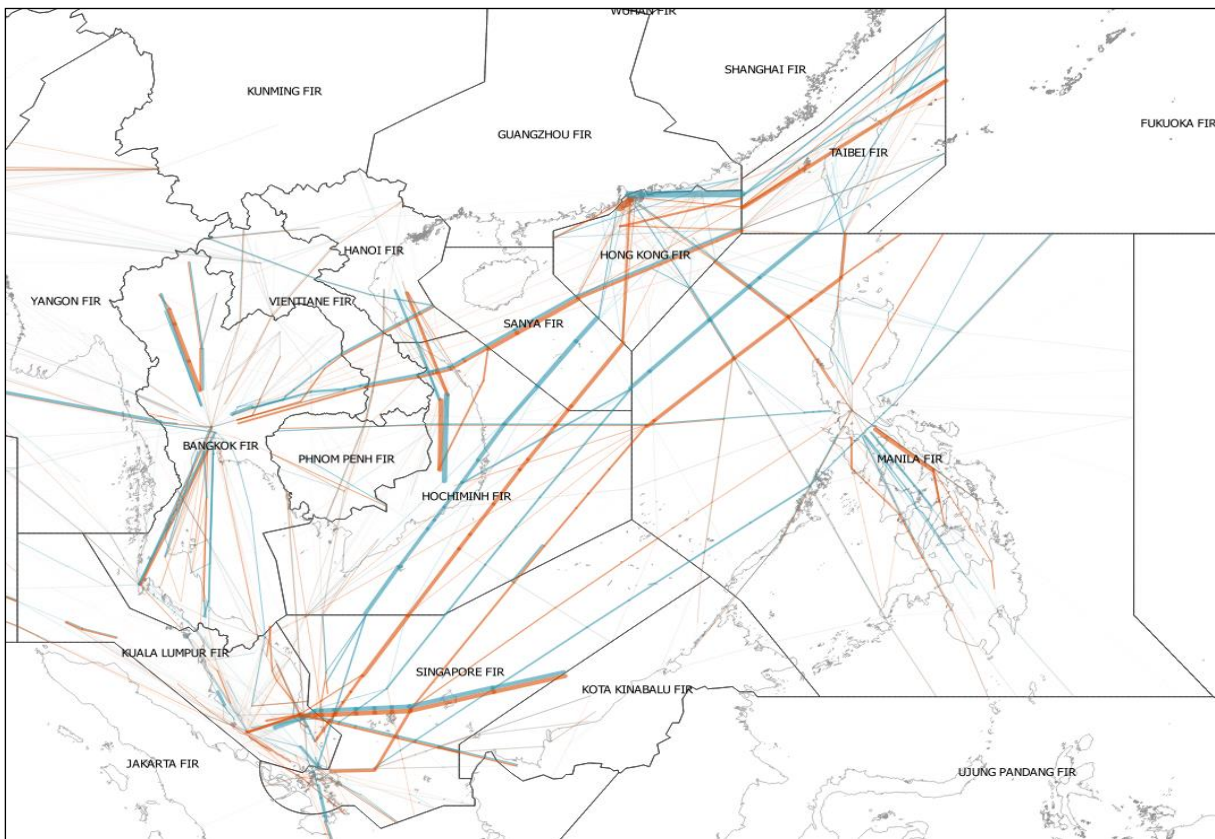 WUHAN FIR
SHANGHAI FIR
KUNMING FIR
FUKUOKA FIR
GUANGZHOU FIR
TAIBEI FIR
HANOI FIR
HONG KONG FIR
YANGON FIR
VIENTIANE FIR
SANYA FIR
BANGKOK FIR
PHNOM PENH FIR
MANILA FIR
HOCHIMINH FIR
KUALA LUMPUR FIR
SINGAPORE FIR
KOTA KINABALU FIR
JAKARTA FIR
UJUNG PANDANG FIR